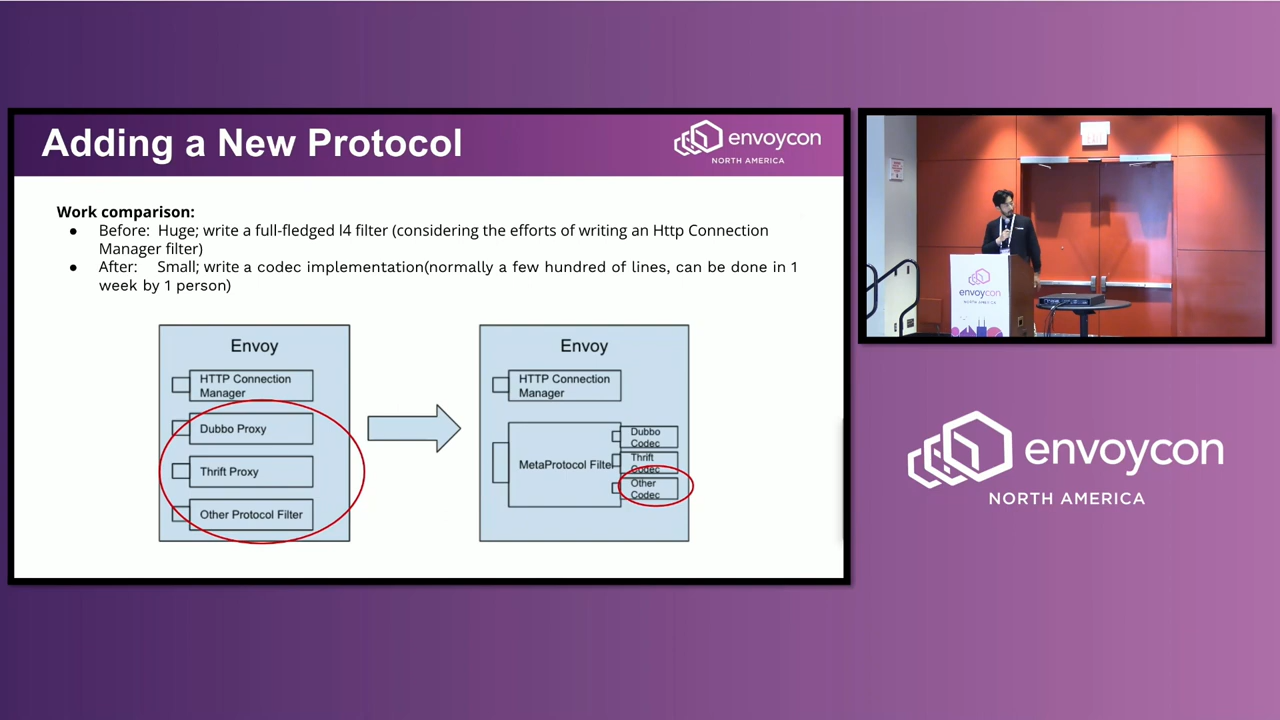 Adding a New Protocol
envoycon
NORTH AMERICA
Work comparison:
● Before: Huge; write a full-fledged l4 filter (considering the efforts of writing an Http Connection
Manager filter)
● After: Small; write a codec implementation(normally a few hundred of lines, can be done in 1
week by 1 person)
Envoy
HTTP Connection
Manager
Dubbo Proxy
Thrift Proxy
Other Protocol Filter
Envoy
HTTP Connection
Manager
MetaProtocol Filter
Dubbo
Codec
Thrift
Codec
Other
Codec
envoycon
NORTH AMERICA
envoycon
NORTH AMERICA